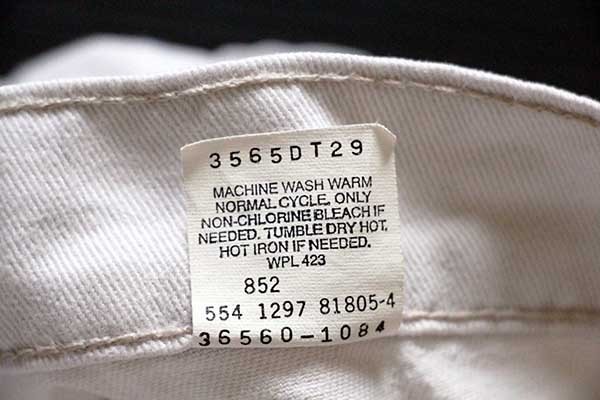 3565DT29
MACHINE WASH WARM
NORMAL CYCLE. ONLY
NON-CHLORINE BLEACH IF
NEEDED. TUMBLE DRY HOT,
HOT IRON IF NEEDED.
WPL 423
852
554 1297 81805-4
36560-1084